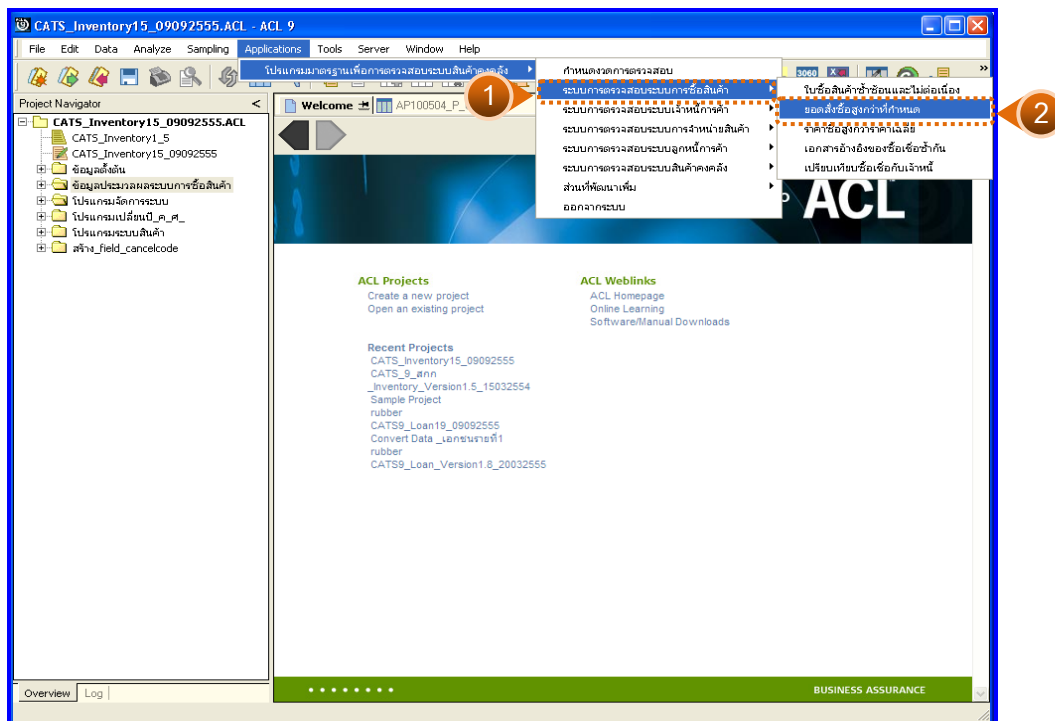 CATS_Inventory15_09092555.ACL - ACL 9
File Edit Data Analyze Sampling Applications Tools Server Window Help
โปรแกรมมาตรฐานเพื่อการตรวจสอบระบบสินค้าคงคลัง
กำหนดงวดการตรวจสอบ
ระบบการตรวจสอบระบบการซื้อสินค้า
ระบบการตรวจสอบระบบเจ้าหนี้การค้า
ระบบการตรวจสอบระบบการจำหน่ายสินค้า
ระบบการตรวจสอบระบบลูกหนี้การค้า
ระบบการตรวจสอบระบบสินค้าคงคลัง
ส่วนที่พัฒนาเพิ่ม
ออกจากระบบ
ใบซื้อสินค้าซ้ำซ้อนและไม่ต่อเนื่อง
ยอดสั่งซื้อสูงกว่าที่กำหนด
ราคาซื้อสูงกว่าราคาเฉลี่ย
เอกสารอ้างอิงของซื้อเชื่อซ้ำกัน
เปรียบเทียบซื้อเชื่อกับเจ้าหนี้
1
2
Project Navigator <
Welcome AP100504_P_
CATS_Inventory15_09092555.ACL
CATS_Inventory1_5
CATS_Inventory15_09092555
ข้อมูลตั้งต้น
ข้อมูลประมวลผลระบบการซื้อสินค้า
โปรแกรมจัดการระบบ
โปรแกรมเปลี่ยนปี_ค_ศ_
โปรแกรมระบบสินค้า
สร้าง_field_cancelcode
ACL
ACL Projects
Create a new project
Open an existing project
Recent Projects
CATS_Inventory15_09092555
CATS_9_สกก
_Inventory_Version1.5_15032554
Sample Project
rubber
CATS9_Loan19_09092555
Convert Data _เอกชนรายที่1
rubber
CATS9_Loan_Version1.8_20032555
ACL Weblinks
ACL Homepage
Online Learning
Software/Manual Downloads
BUSINESS ASSURANCE
Overview Log